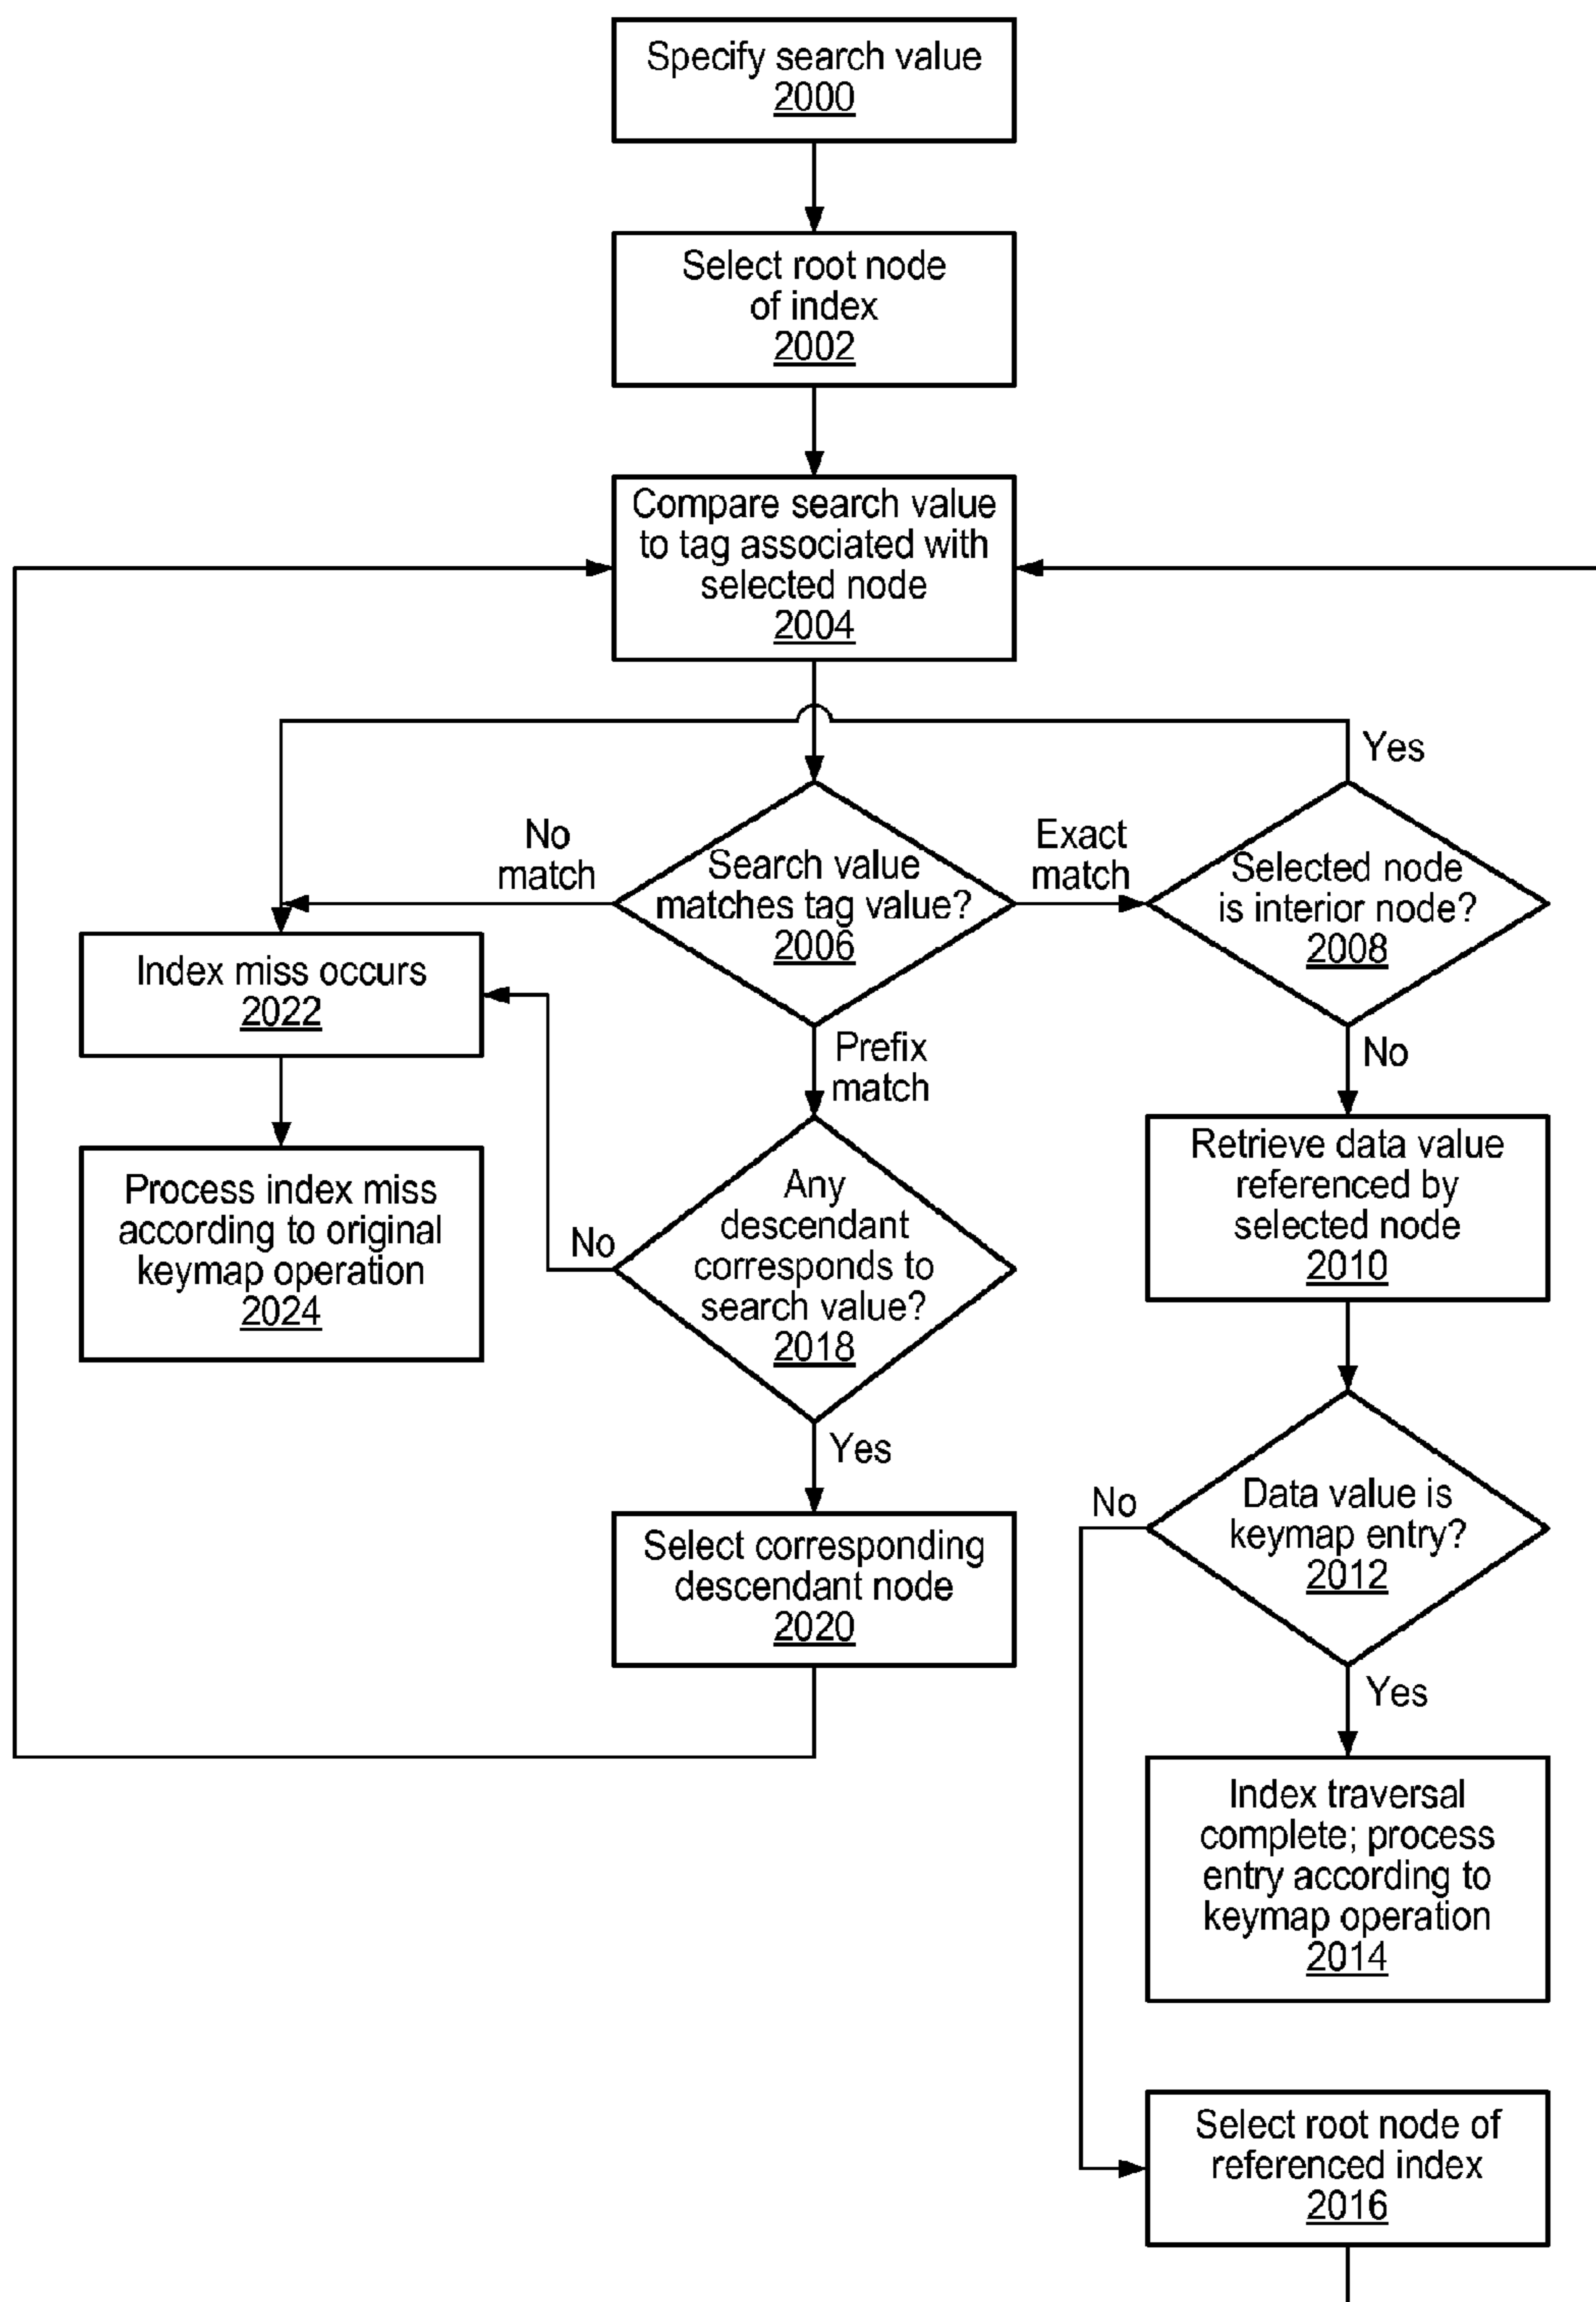 Specify search value
2000
Select root node
of index
2002
Compare search value
to tag associated with
selected node
2004
Yes
No
match
Search value
matches tag value?
2006
Exact
match
Selected node
is interior node?
2008
Index miss occurs
2022
Prefix
match
No
Process index miss
according to original
keymap operation
2024
No
Any
descendant
corresponds to
search value?
2018
Retrieve data value
referenced by
selected node
2010
Yes
Select corresponding
descendant node
2020
No
Data value is
keymap entry?
2012
Yes
Index traversal
complete; process
entry according to
keymap operation
2014
Select root node of
referenced index
2016